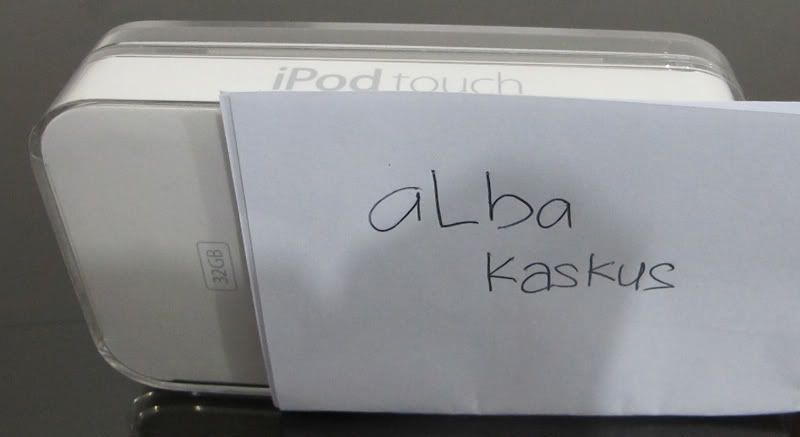 iPod touch
aLba
kaskus
32GB